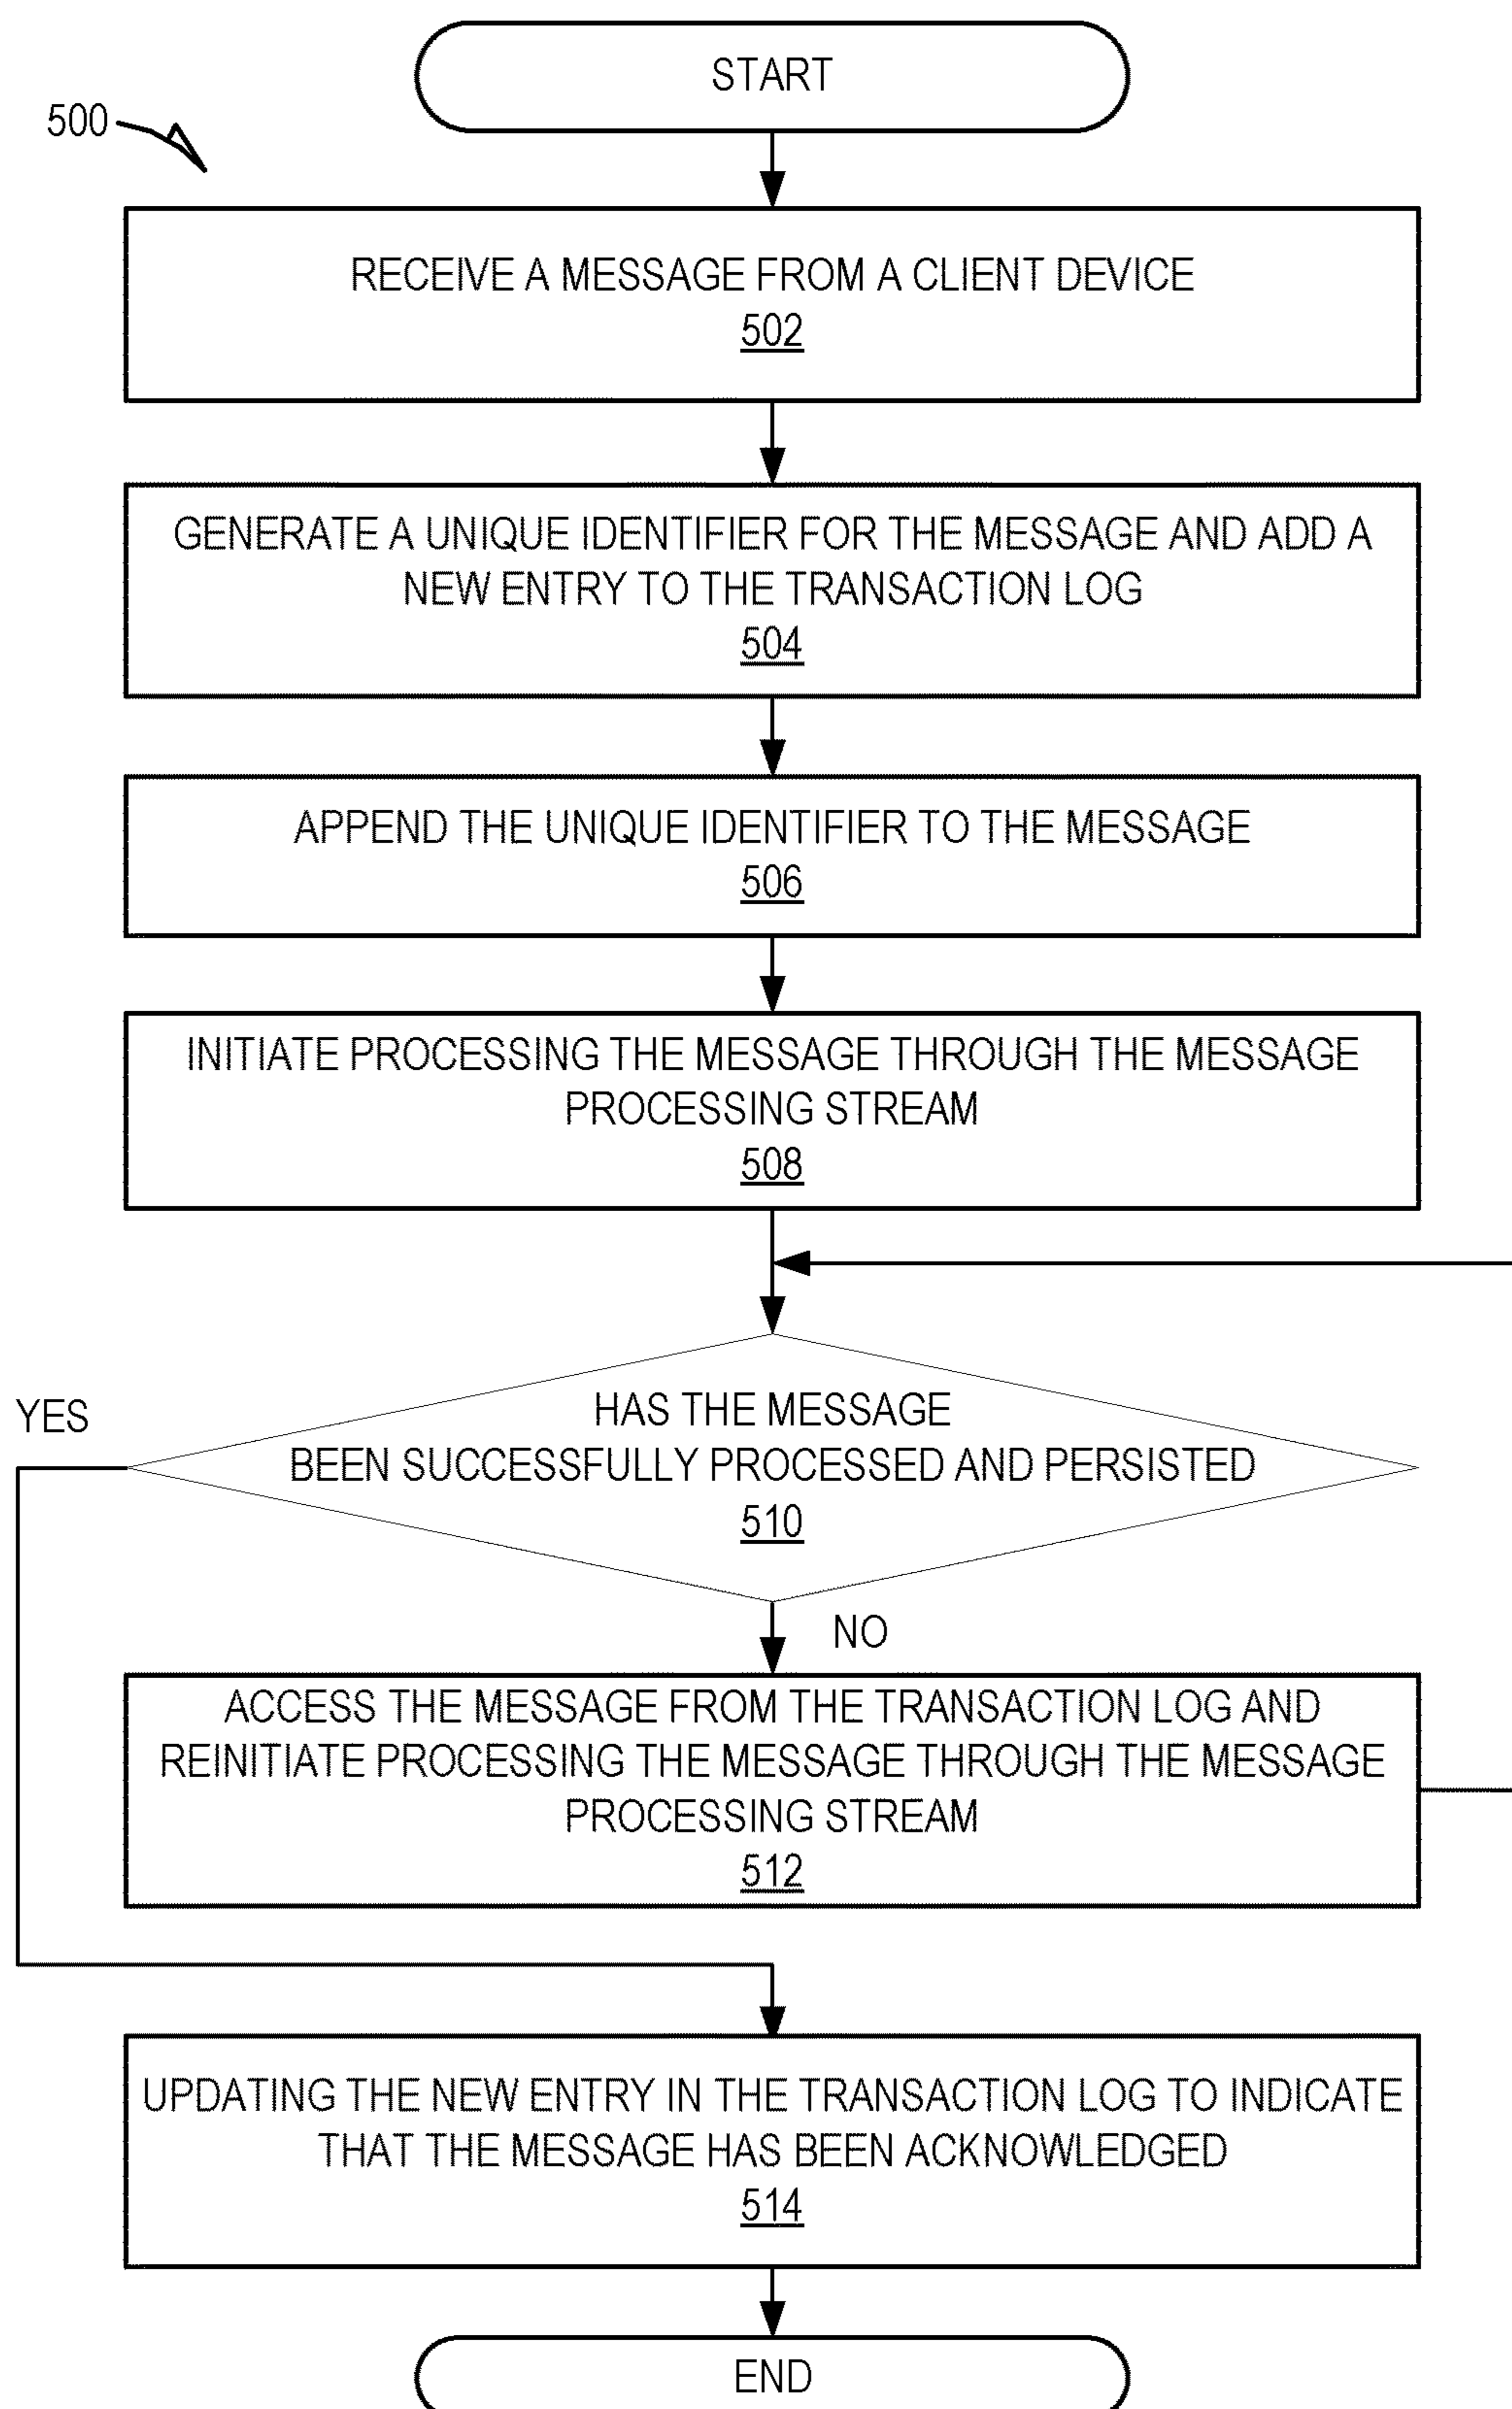 START
500
RECEIVE A MESSAGE FROM A CLIENT DEVICE
502
GENERATE A UNIQUE IDENTIFIER FOR THE MESSAGE AND ADD A
NEW ENTRY TO THE TRANSACTION LOG
504
APPEND THE UNIQUE IDENTIFIER TO THE MESSAGE
506
INITIATE PROCESSING THE MESSAGE THROUGH THE MESSAGE
PROCESSING STREAM
508
YES
HAS THE MESSAGE
BEEN SUCCESSFULLY PROCESSED AND PERSISTED
510
NO
ACCESS THE MESSAGE FROM THE TRANSACTION LOG AND
REINITIATE PROCESSING THE MESSAGE THROUGH THE MESSAGE
PROCESSING STREAM
512
UPDATING THE NEW ENTRY IN THE TRANSACTION LOG TO INDICATE
THAT THE MESSAGE HAS BEEN ACKNOWLEDGED
514
END